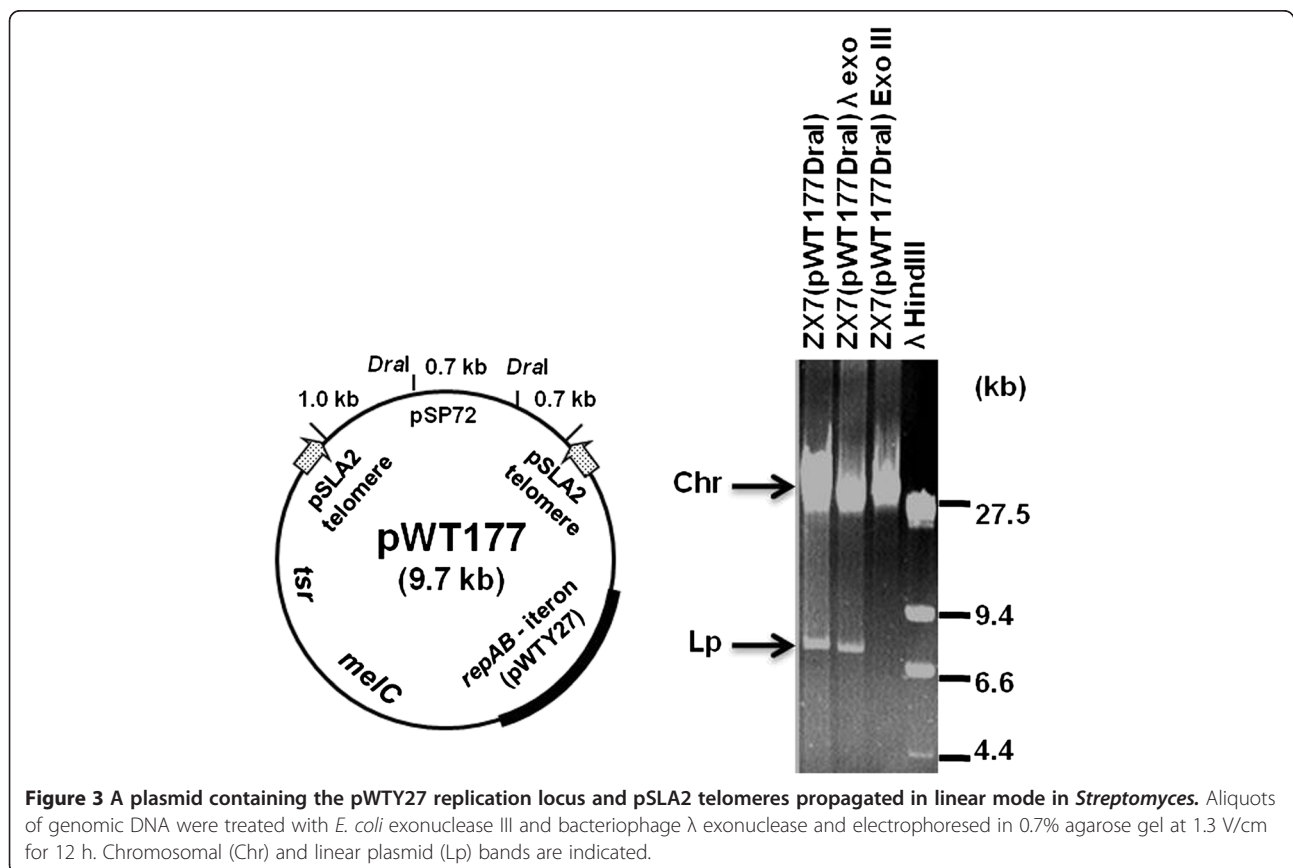 DraI 0.7 kb DraI
1.0 kb
0.7 kb
pSP72
pSLA2
telomere
pSLA2
telomere
pWT177
(9.7 kb)
tsr
melC
repAB - iteron
(pWTY27)
ZX7(pWT177DraI)
ZX7(pWT177DraI) λ exo
ZX7(pWT177DraI) Exo III
λ HindIII
(kb)
Chr
27.5
9.4
Lp
6.6
4.4
Figure 3 A plasmid containing the pWTY27 replication locus and pSLA2 telomeres propagated in linear mode in Streptomyces. Aliquots
of genomic DNA were treated with E. coli exonuclease III and bacteriophage λ exonuclease and electrophoresed in 0.7% agarose gel at 1.3 V/cm
for 12 h. Chromosomal (Chr) and linear plasmid (Lp) bands are indicated.